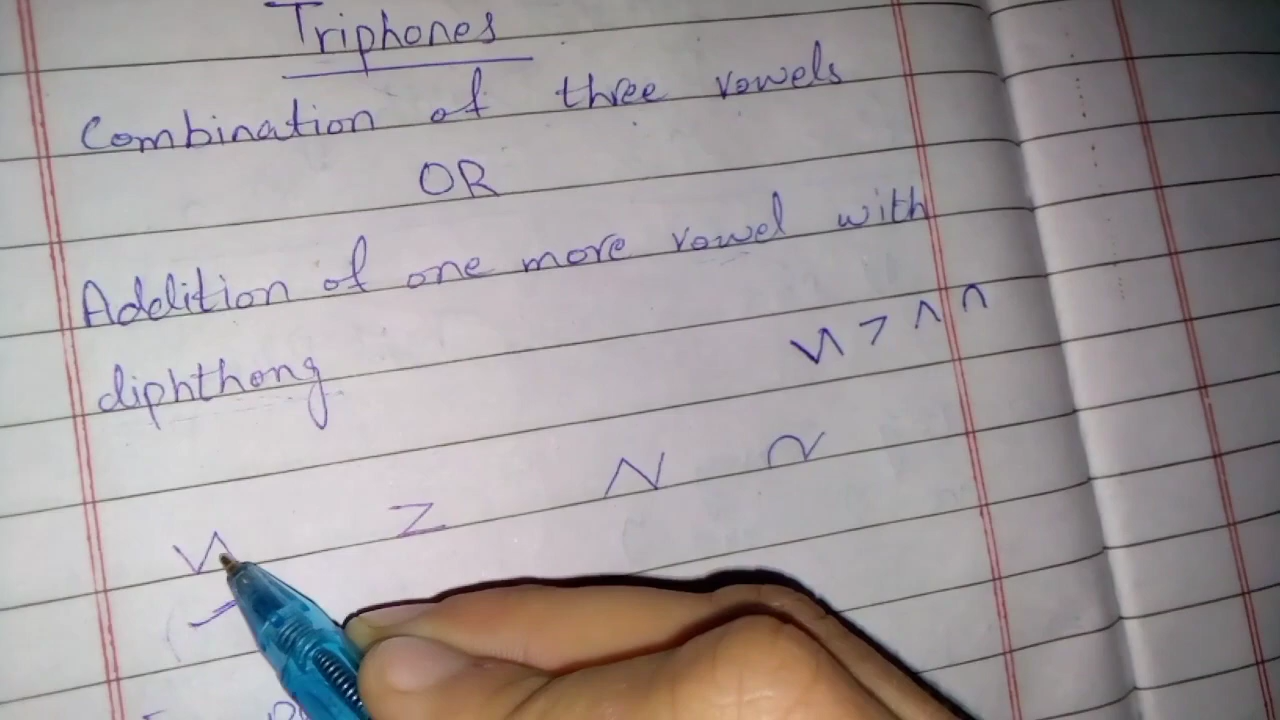 Triphones
Combination of three vowels
OR
Addition of one more vowel with
diphthong